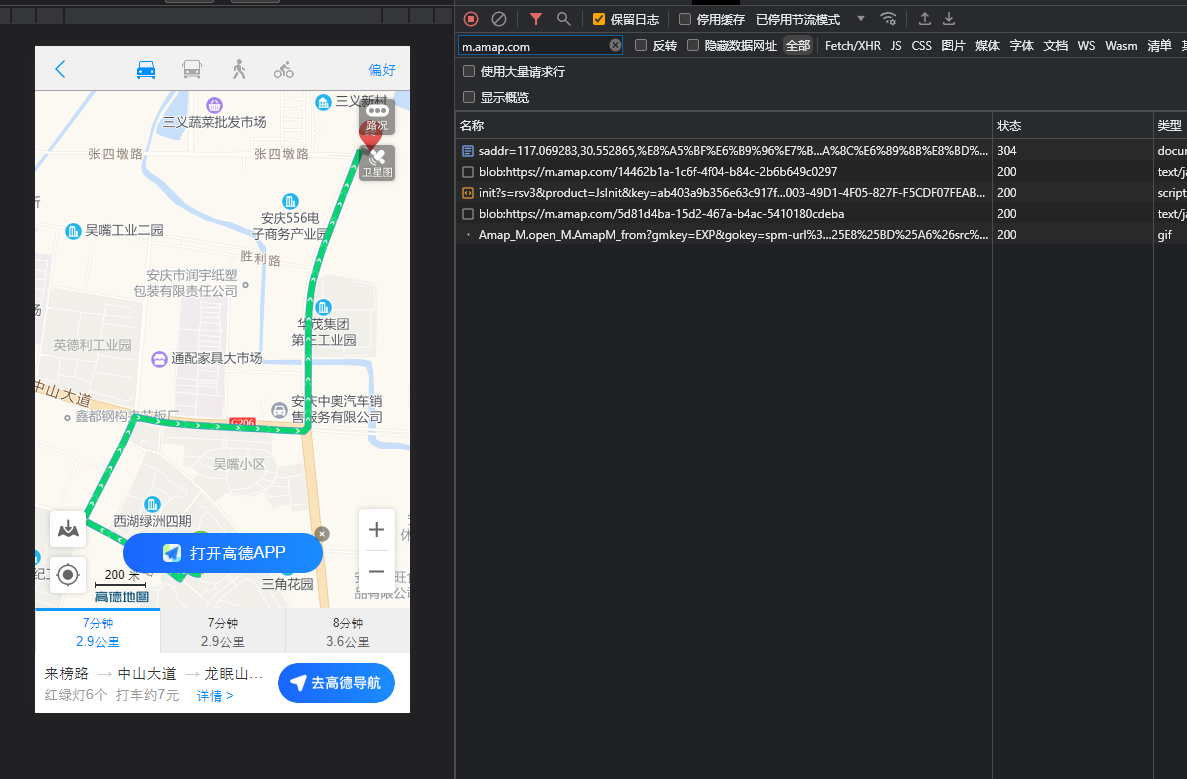 偏好
三义新村
三义蔬菜批发市场
路况
张四墩路
张四墩路
卫星图
安庆556电
子商务产业园
吴嘴工业二园
胜利路
安庆市润宇纸塑
包装有限责任公司
华茂集团
第三工业园
英德利工业园
通配家具大市场
中山大道
安庆中奥汽车销
售服务有限公司
鑫都钢构夹芯板厂
G206
吴嘴小区
西湖绿洲四期
打开高德APP
200 米
高德地图
三角花园
品有限公司
7分钟
2.9公里
7分钟
2.9公里
8分钟
3.6公里
来榜路 → 中山大道 → 龙眠山…
红绿灯6个 打车约7元 详情 >
去高德导航
保留日志 停用缓存 已停用节流模式
m.amap.com 反转 隐藏数据网址 全部 Fetch/XHR JS CSS 图片 媒体 字体 文档 WS Wasm 清单
使用大量请求行
显示概览
名称 状态 类型
saddr=117.069283,30.552865,%E8%A5%BF%E6%B9%96%E7%B...A%8C%E6%89%8B%E8%BD%... 304 docu
blob:https://m.amap.com/14462b1a-1c6f-4f04-b84c-2b6b649c0297 200 text/ja
init?s=rsv3&product=JsInit&key=ab403a9b356e63c917f...003-49D1-4F05-827F-F5CDF07FEAB... 200 script
blob:https://m.amap.com/5d81d4ba-15d2-467a-b4ac-5410180cdeba 200 text/ja
Amap_M.open_M.AmapM_from?gmkey=EXP&gokey=spm-url%3...25E8%25BD%25A6%26src%... 200 gif